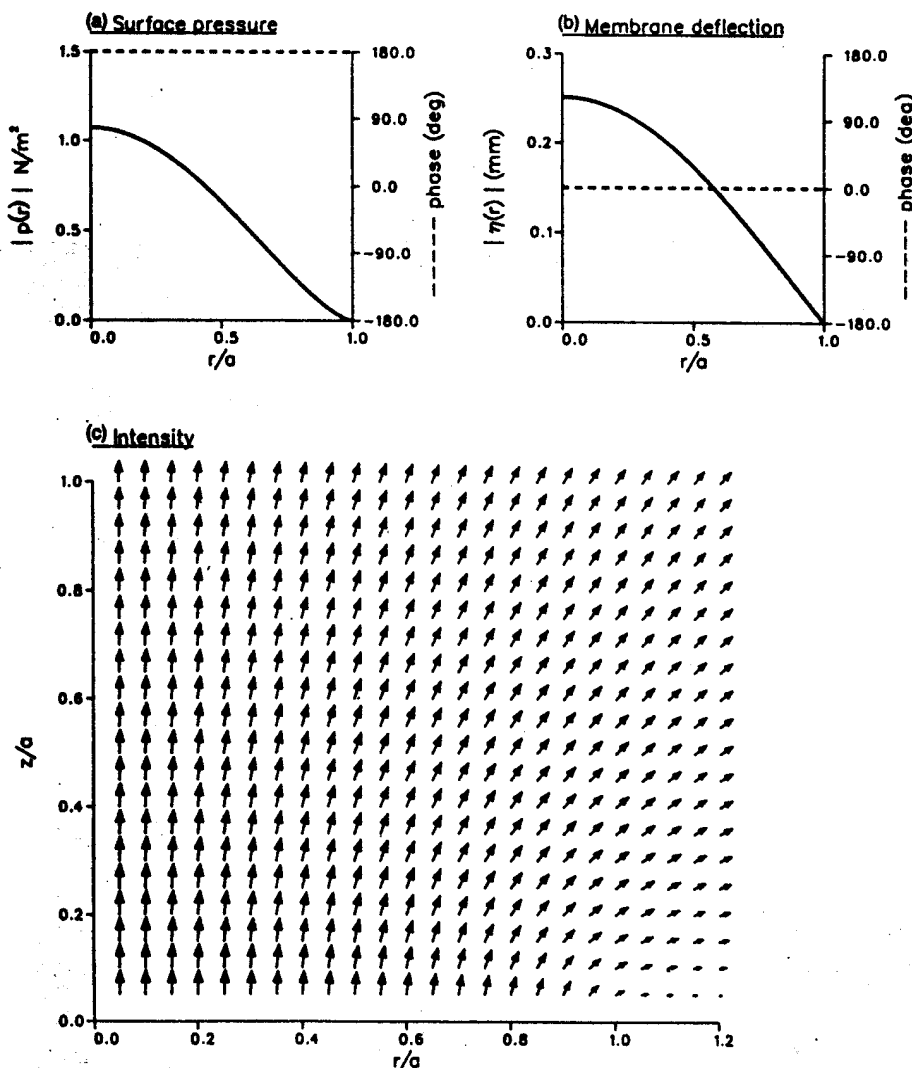 (a) Surface pressure
1.5
1.0
0.5
0.0
| p(r) | N/m²
180.0
90.0
0.0
-90.0
-180.0
---- phase (deg)
0.0 0.5 1.0
r/a
(b) Membrane deflection
0.3
0.2
0.1
0.0
| η(r) | (mm)
180.0
90.0
0.0
-90.0
-180.0
----- phase (deg)
0.0 0.5 1.0
r/a
(c) Intensity
1.0
0.8
0.6
0.4
0.2
0.0
z/a
0.0 0.2 0.4 0.6 0.8 1.0 1.2
r/a